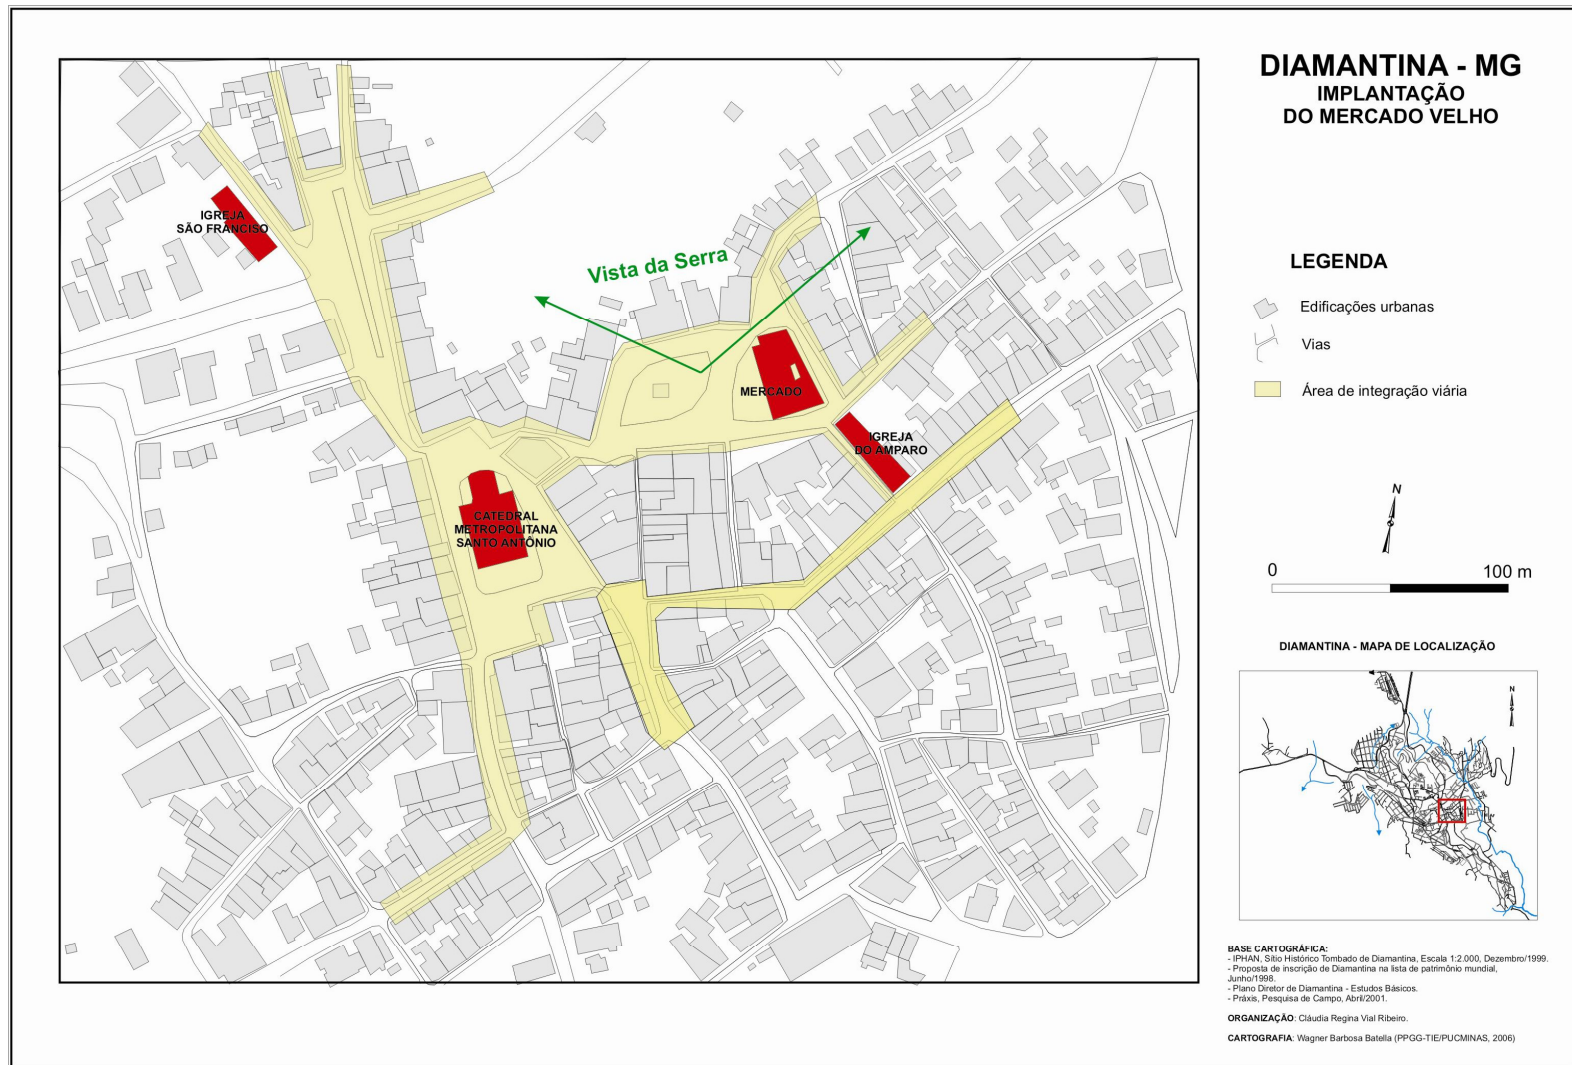 DIAMANTINA - MG
IMPLANTAÇÃO
DO MERCADO VELHO
IGREJA
SÃO FRANCISO
Vista da Serra
MERCADO
IGREJA
DO AMPARO
CATEDRAL
METROPOLITANA
SANTO ANTÔNIO
LEGENDA
Edificações urbanas
Vias
Área de integração viária
N
0 100 m
DIAMANTINA - MAPA DE LOCALIZAÇÃO
N
BASE CARTOGRÁFICA:
- IPHAN, Sítio Histórico Tombado de Diamantina, Escala 1:2.000, Dezembro/1999.
- Proposta de inscrição de Diamantina na lista de patrimônio mundial,
Junho/1998.
- Plano Diretor de Diamantina - Estudos Básicos.
- Práxis, Pesquisa de Campo, Abril/2001.
ORGANIZAÇÃO: Cláudia Regina Vial Ribeiro.
CARTOGRAFIA: Wagner Barbosa Batella (PPGG-TIE/PUCMINAS, 2006)